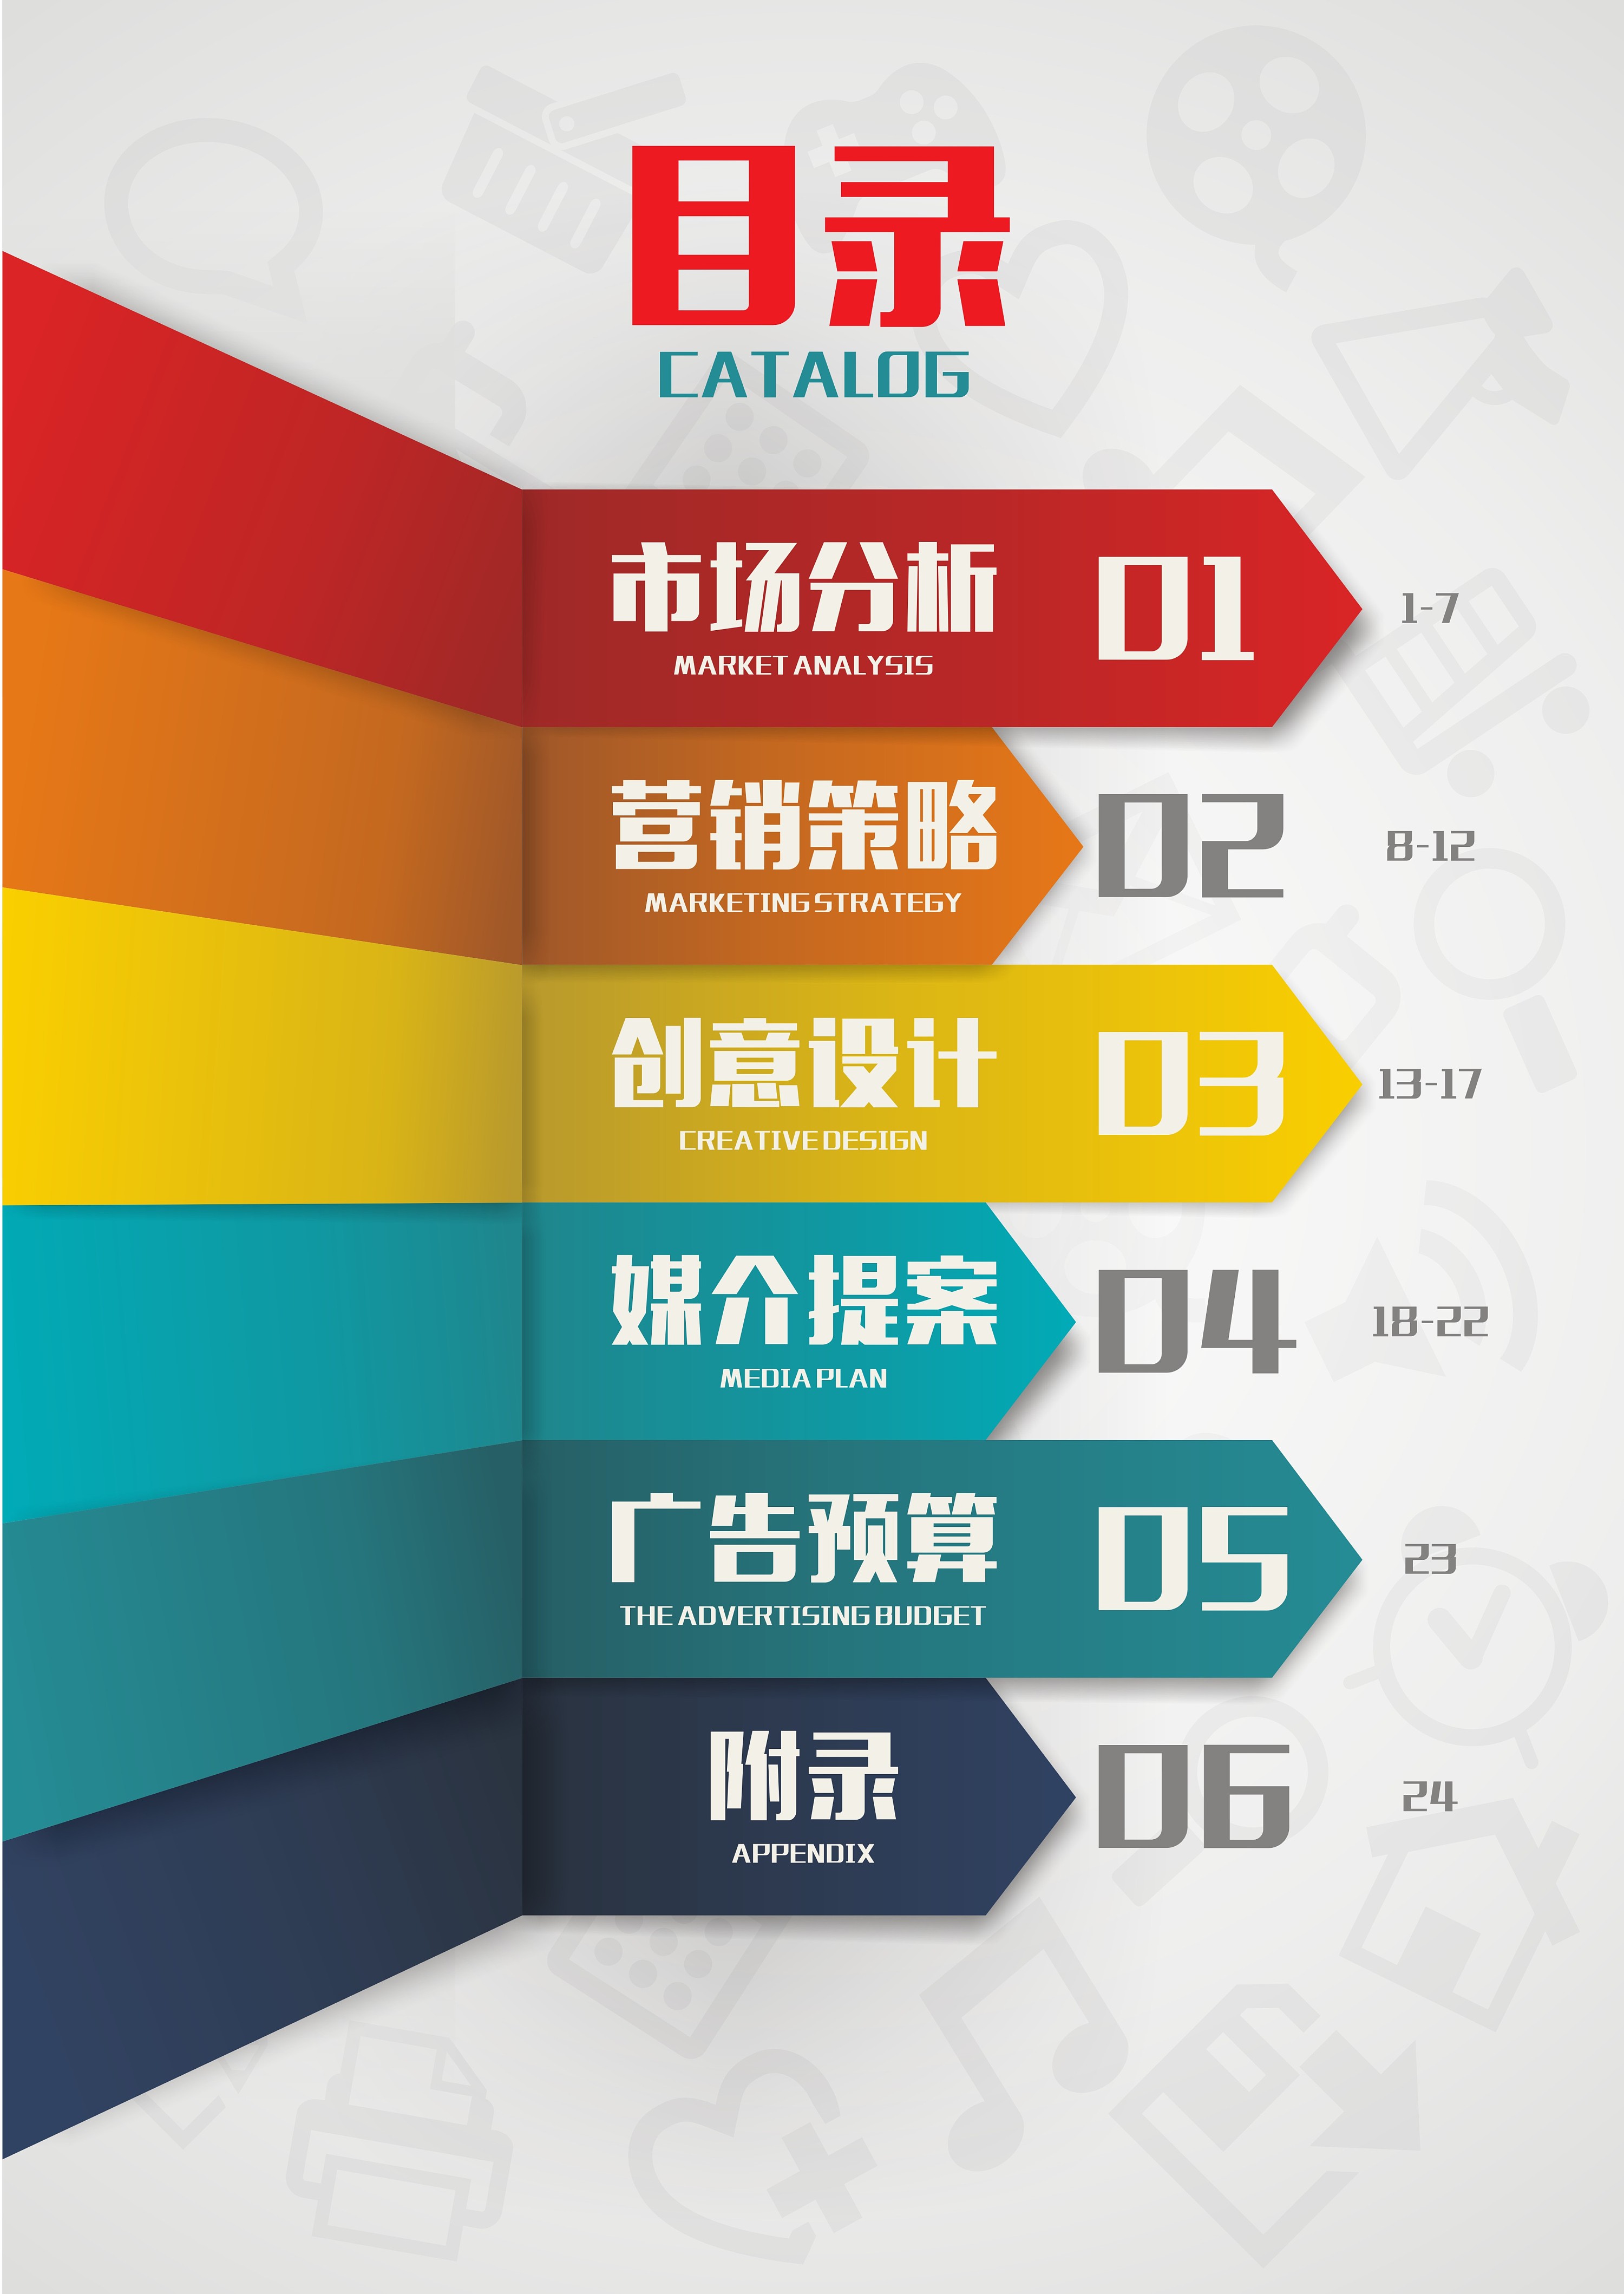 目录
CATALOG
市场分析 01 1-7
MARKET ANALYSIS
营销策略 02 8-12
MARKETING STRATEGY
创意设计 03 13-17
CREATIVE DESIGN
媒介提案 04 18-22
MEDIA PLAN
广告预算 05 23
THE ADVERTISING BUDGET
附录 06 24
APPENDIX